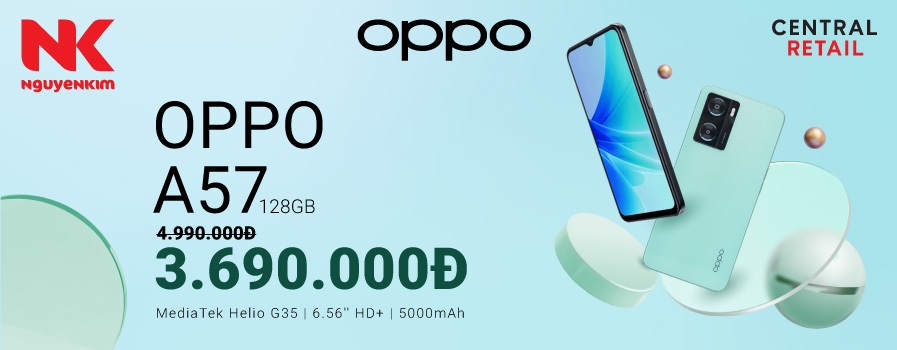 NK
NGUYENKIM
oppo
CENTRAL
RETAIL
OPPO
A57 128GB
4.990.000Đ
3.690.000Đ
MediaTek Helio G35 | 6.56" HD+ | 5000mAh
oppo